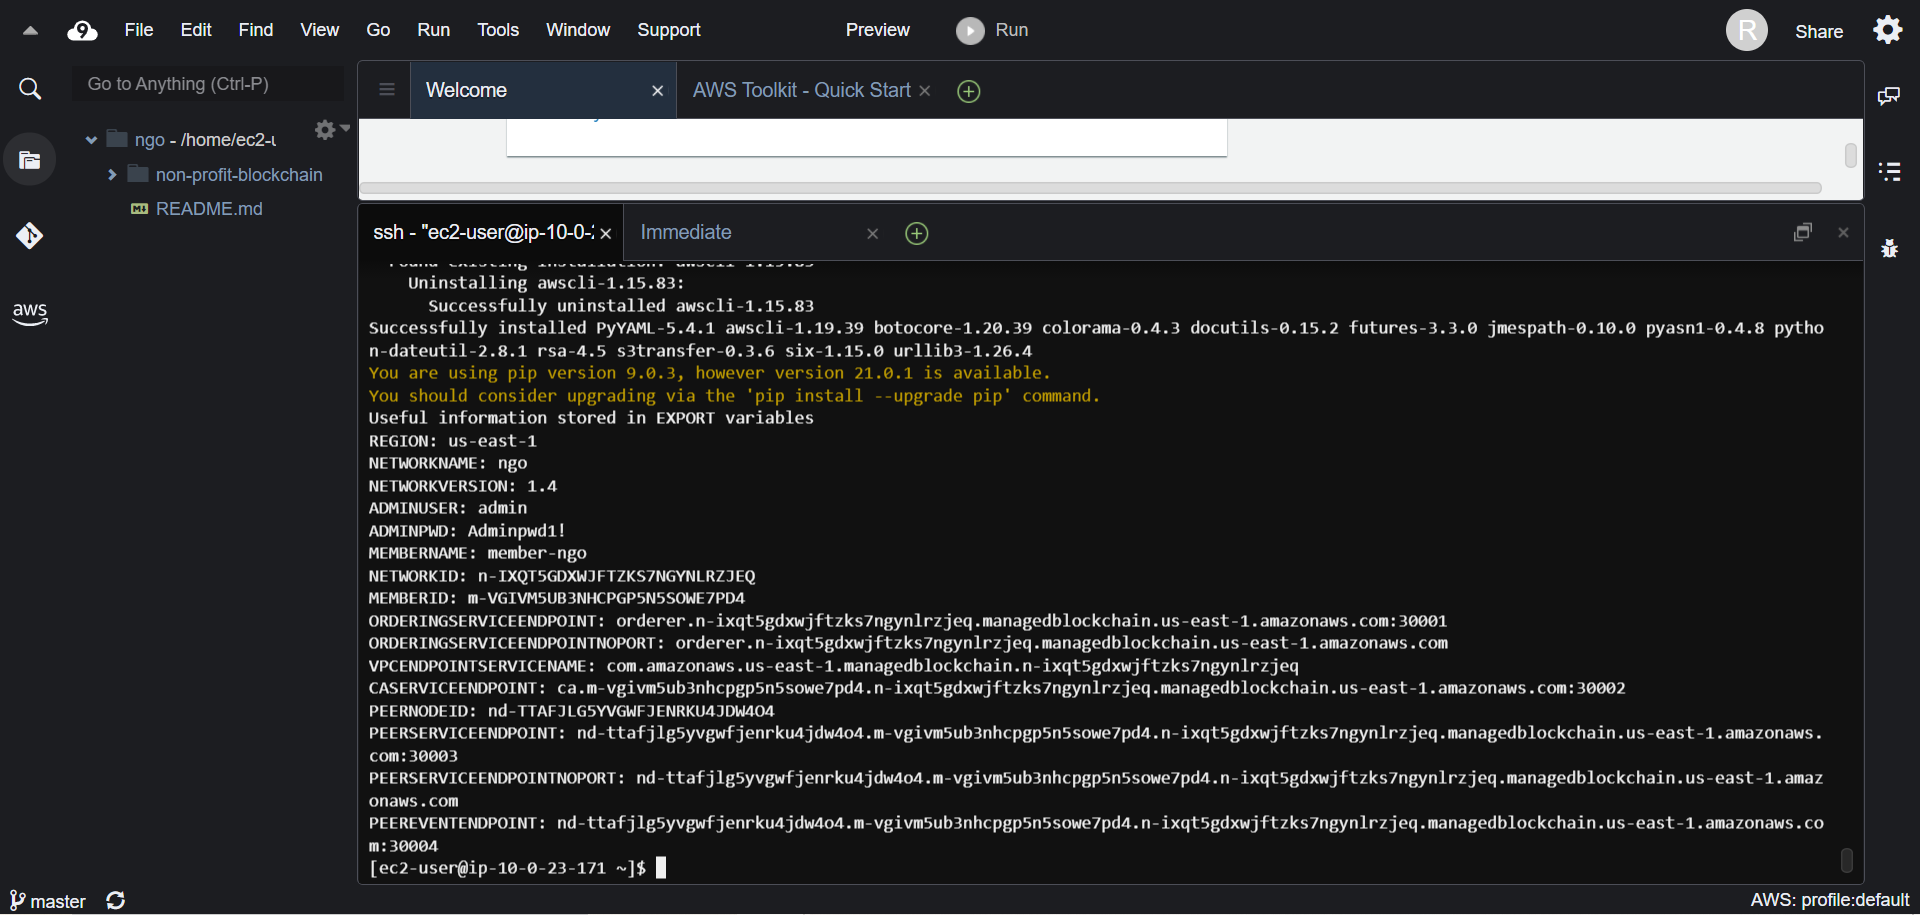 File Edit Find View Go Run Tools Window Support Preview Run R Share
Go to Anything (Ctrl-P)
Welcome
AWS Toolkit - Quick Start
ngo - /home/ec2-u
non-profit-blockchain
README.md
aws
ssh - "ec2-user@ip-10-0-2
Immediate
Found existing installation: awscli 1.15.83
Uninstalling awscli-1.15.83:
Successfully uninstalled awscli-1.15.83
Successfully installed PyYAML-5.4.1 awscli-1.19.39 botocore-1.20.39 colorama-0.4.3 docutils-0.15.2 futures-3.3.0 jmespath-0.10.0 pyasn1-0.4.8 pytho
n-dateutil-2.8.1 rsa-4.5 s3transfer-0.3.6 six-1.15.0 urllib3-1.26.4
You are using pip version 9.0.3, however version 21.0.1 is available.
You should consider upgrading via the 'pip install --upgrade pip' command.
Useful information stored in EXPORT variables
REGION: us-east-1
NETWORKNAME: ngo
NETWORKVERSION: 1.4
ADMINUSER: admin
ADMINPWD: Adminpwd1!
MEMBERNAME: member-ngo
NETWORKID: n-IXQT5GDXWJFTZKS7NGYNLRZJEQ
MEMBERID: m-VGIVM5UB3NHCPGP5N5SOWE7PD4
ORDERINGSERVICEENDPOINT: orderer.n-ixqt5gdxwjftzks7ngynlrzjeq.managedblockchain.us-east-1.amazonaws.com:30001
ORDERINGSERVICEENDPOINTNOPORT: orderer.n-ixqt5gdxwjftzks7ngynlrzjeq.managedblockchain.us-east-1.amazonaws.com
VPCENDPOINTSERVICENAME: com.amazonaws.us-east-1.managedblockchain.n-ixqt5gdxwjftzks7ngynlrzjeq
CASERVICEENDPOINT: ca.m-vgivm5ub3nhcpgp5n5sowe7pd4.n-ixqt5gdxwjftzks7ngynlrzjeq.managedblockchain.us-east-1.amazonaws.com:30002
PEERNODEID: nd-TTAFJLG5YVGWFJENRKU4JDW4O4
PEERSERVICEENDPOINT: nd-ttafjlg5yvgwfjenrku4jdw4o4.m-vgivm5ub3nhcpgp5n5sowe7pd4.n-ixqt5gdxwjftzks7ngynlrzjeq.managedblockchain.us-east-1.amazonaws.
com:30003
PEERSERVICEENDPOINTNOPORT: nd-ttafjlg5yvgwfjenrku4jdw4o4.m-vgivm5ub3nhcpgp5n5sowe7pd4.n-ixqt5gdxwjftzks7ngynlrzjeq.managedblockchain.us-east-1.amaz
onaws.com
PEEREVENTENDPOINT: nd-ttafjlg5yvgwfjenrku4jdw4o4.m-vgivm5ub3nhcpgp5n5sowe7pd4.n-ixqt5gdxwjftzks7ngynlrzjeq.managedblockchain.us-east-1.amazonaws.co
m:30004
[ec2-user@ip-10-0-23-171 ~]$
master
AWS: profile:default